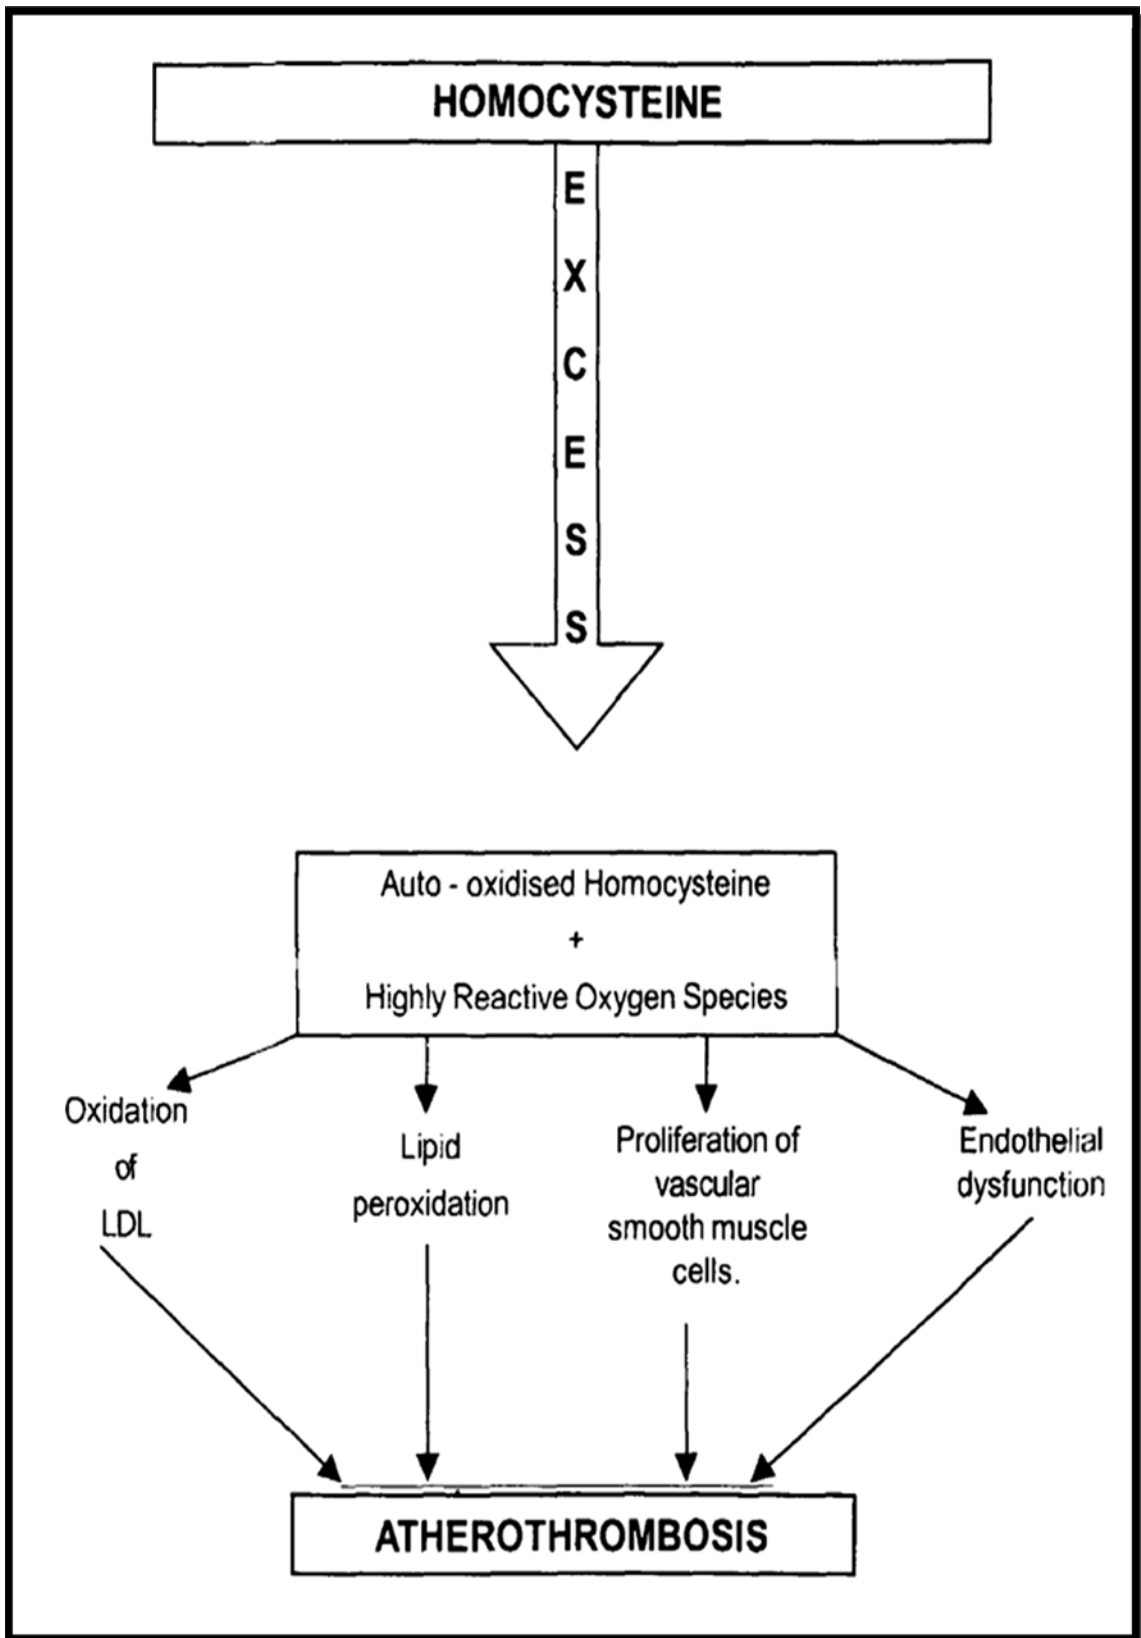 HOMOCYSTEINE
E
X
C
E
S
S
Auto - oxidised Homocysteine
+
Highly Reactive Oxygen Species
Oxidation
of
LDL
Lipid
peroxidation
Proliferation of
vascular
smooth muscle
cells.
Endothelial
dysfunction
ATHEROTHROMBOSIS